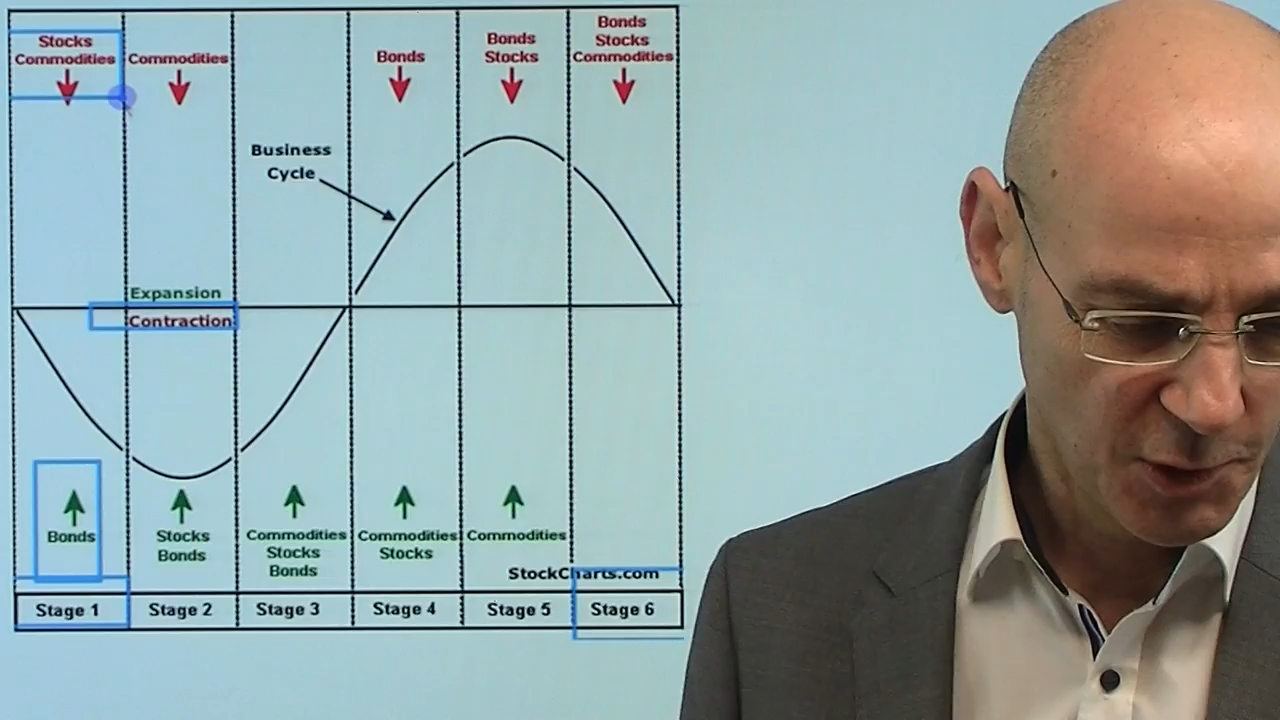 Stocks
Commodities
Commodities
Bonds
Bonds
Stocks
Bonds
Stocks
Commodities
Business
Cycle
Expansion
Contraction
Bonds
Stocks
Bonds
Commodities
Stocks
Bonds
Commodities
Stocks
Commodities
StockCharts.com
Stage 1
Stage 2
Stage 3
Stage 4
Stage 5
Stage 6